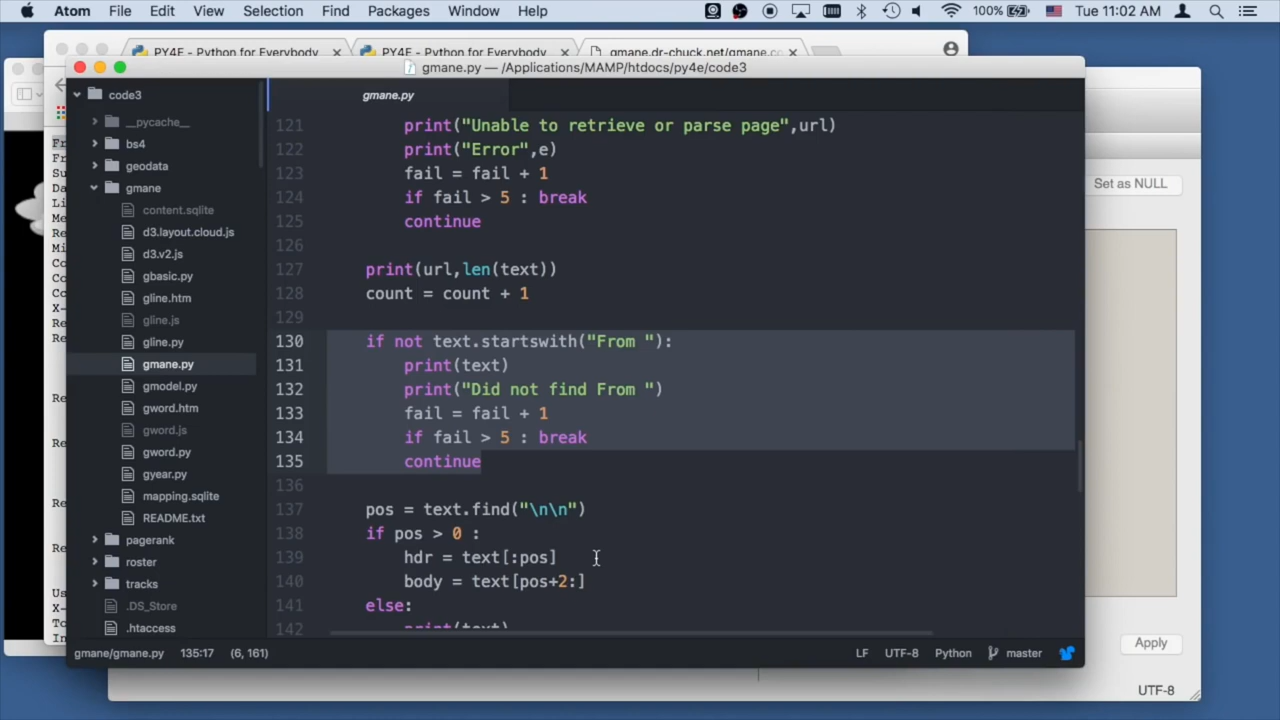 Atom File Edit View Selection Find Packages Window Help 100% Tue 11:02 AM
PY4E - Python for Everybody × PY4E - Python for Everybody × gmane.dr-chuck.net/gmane.co ×
gmane.py — /Applications/MAMP/htdocs/py4e/code3
code3
__pycache__
bs4
geodata
gmane
content.sqlite
d3.layout.cloud.js
d3.v2.js
gbasic.py
gline.htm
gline.js
gline.py
gmane.py
gmodel.py
gword.htm
gword.js
gword.py
gyear.py
mapping.sqlite
README.txt
pagerank
roster
tracks
.DS_Store
.htaccess
gmane.py
121 print("Unable to retrieve or parse page",url)
122 print("Error",e)
123 fail = fail + 1
124 if fail > 5 : break
125 continue
126
127 print(url,len(text))
128 count = count + 1
129
130 if not text.startswith("From "):
131 print(text)
132 print("Did not find From ")
133 fail = fail + 1
134 if fail > 5 : break
135 continue
136
137 pos = text.find("\n\n")
138 if pos > 0 :
139 hdr = text[:pos]
140 body = text[pos+2:]
141 else:
142 print(text)
gmane/gmane.py 135:17 (6, 161) LF UTF-8 Python master
Set as NULL
Apply
UTF-8